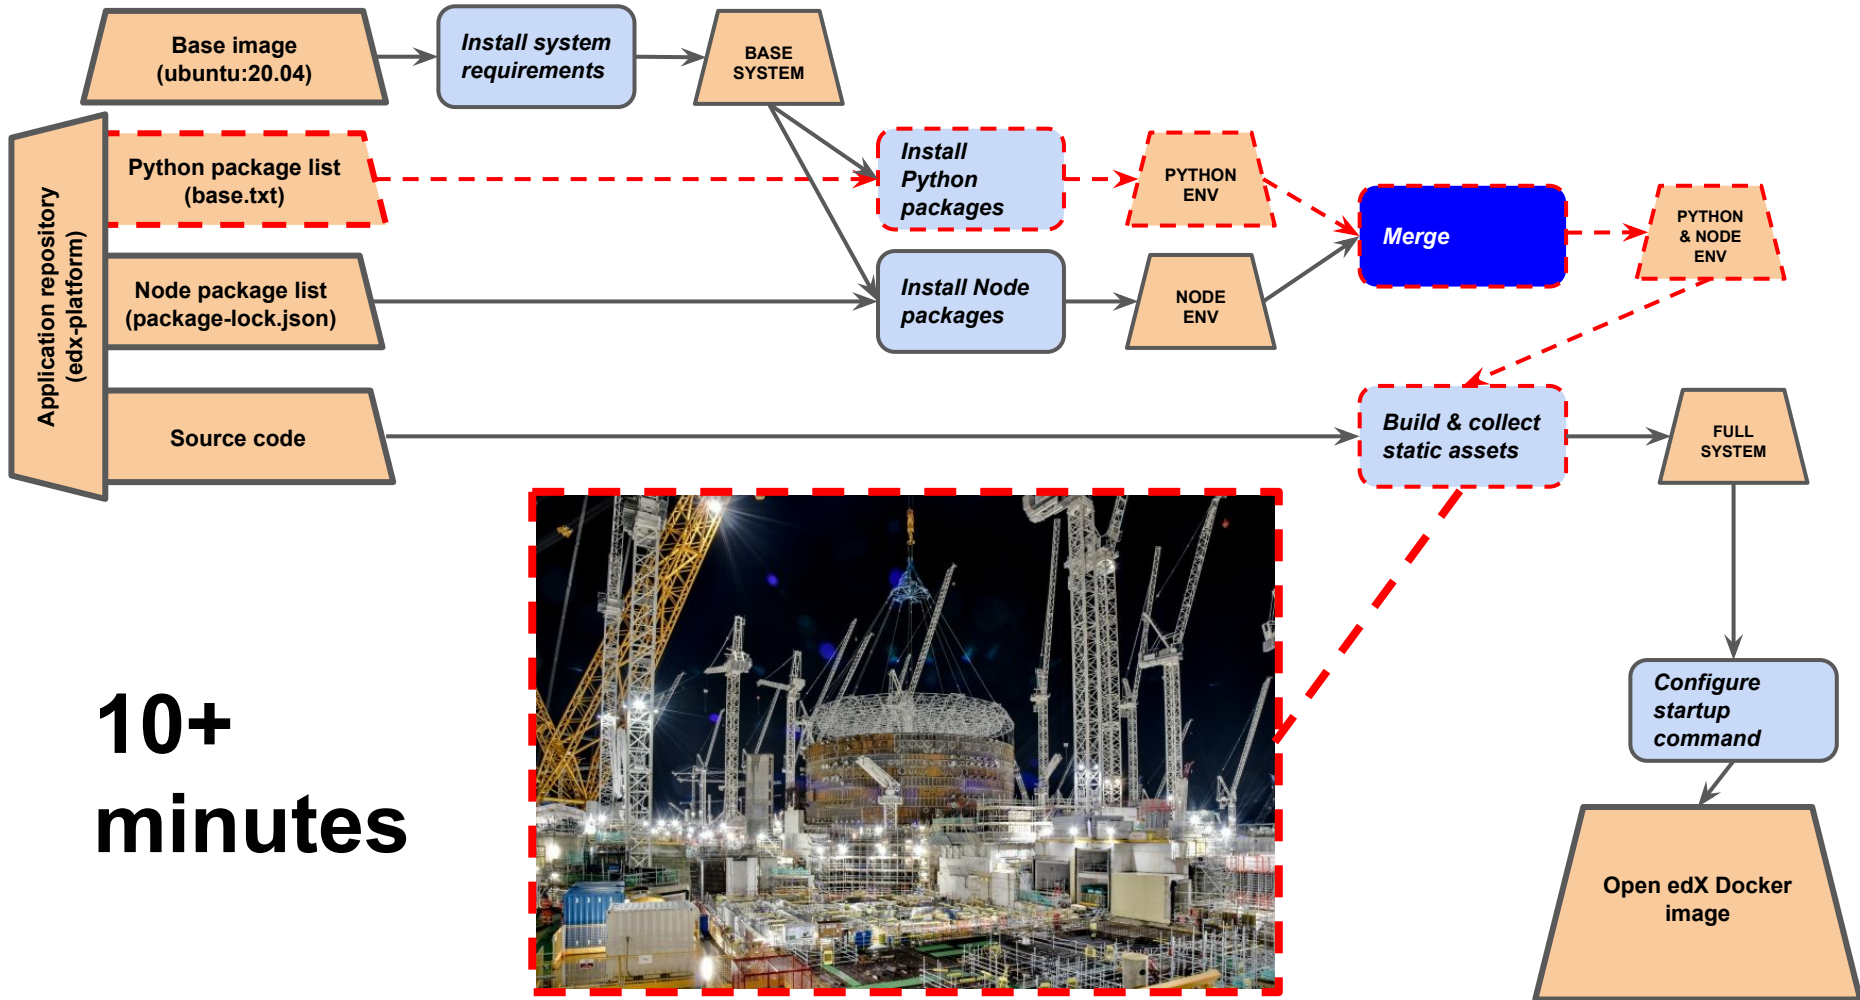 Base image
(ubuntu:20.04)
Install system
requirements
BASE
SYSTEM
Application repository
(edx-platform)
Python package list
(base.txt)
Install
Python
packages
PYTHON
ENV
Merge
PYTHON
& NODE
ENV
Node package list
(package-lock.json)
Install Node
packages
NODE
ENV
Source code
Build & collect
static assets
FULL
SYSTEM
10+
minutes
Configure
startup
command
Open edX Docker
image